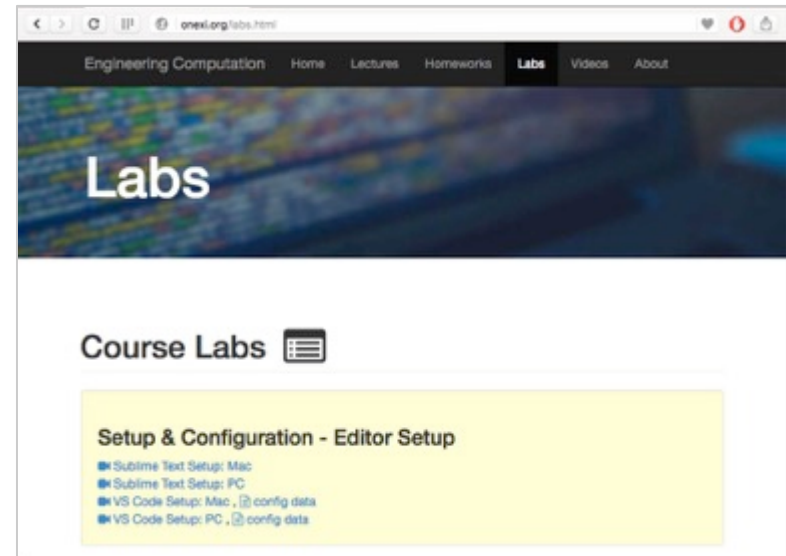 onexl.org/labs.html
Engineering Computation Home Lectures Homeworks Labs Videos About
Labs
Course Labs
Setup & Configuration - Editor Setup
Sublime Text Setup: Mac
Sublime Text Setup: PC
VS Code Setup: Mac , config data
VS Code Setup: PC , config data